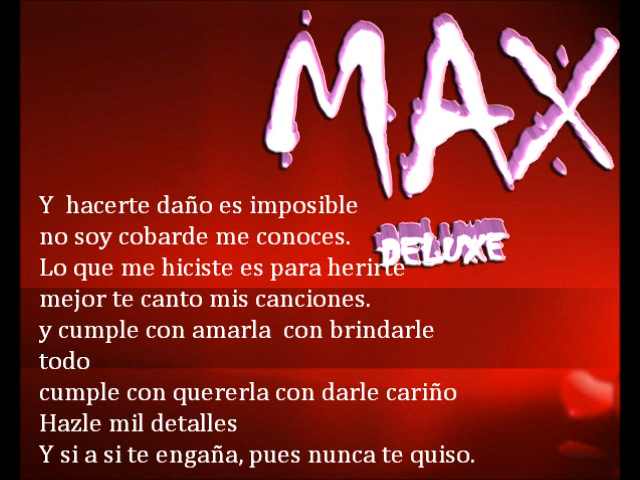 MAX
DELUXE
Y hacerte daño es imposible
no soy cobarde me conoces.
Lo que me hiciste es para herirte
mejor te canto mis canciones.
y cumple con amarla con brindarle
todo
cumple con quererla con darle cariño
Hazle mil detalles
Y si a si te engaña, pues nunca te quiso.